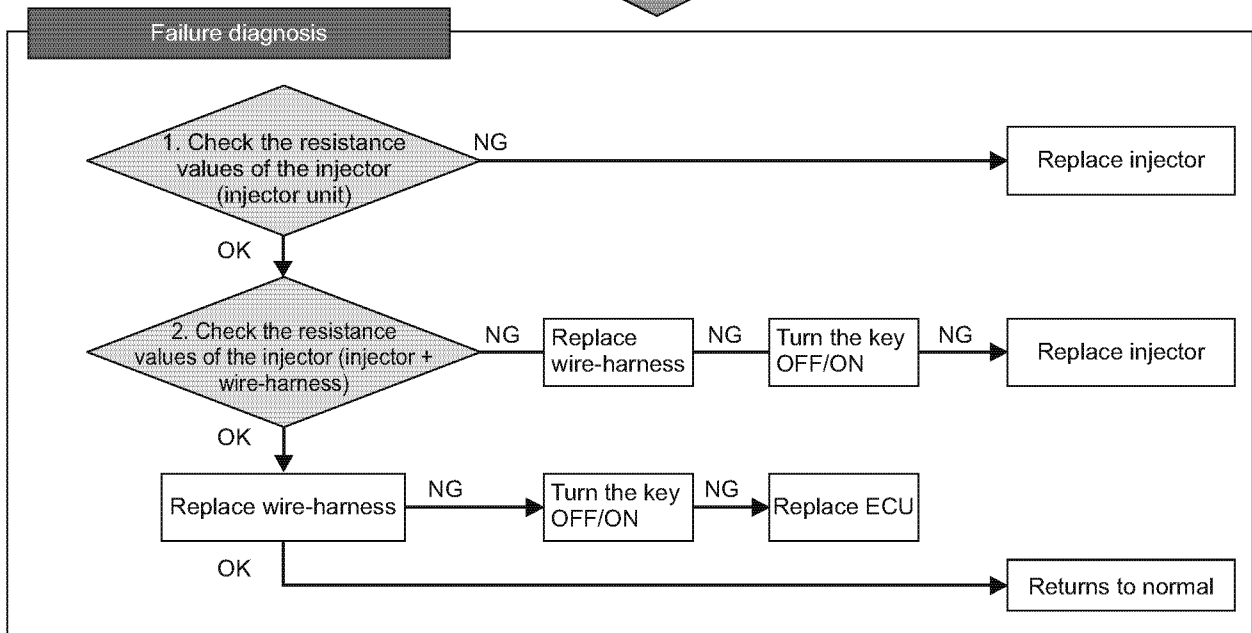 Failure diagnosis
1. Check the resistance
values of the injector
(injector unit)
NG
Replace injector
OK
2. Check the resistance
values of the injector (injector +
wire-harness)
NG
Replace
wire-harness
NG
Turn the key
OFF/ON
NG
Replace injector
OK
Replace wire-harness
NG
Turn the key
OFF/ON
NG
Replace ECU
OK
Returns to normal